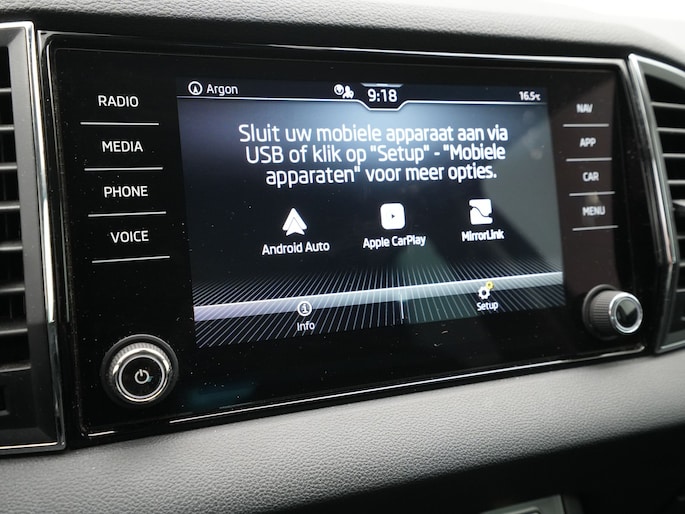 RADIO
MEDIA
PHONE
VOICE
Argon
9:18
16.5°C
Sluit uw mobiele apparaat aan via
USB of klik op "Setup" - "Mobiele
apparaten" voor meer opties.
Android Auto
Apple CarPlay
MirrorLink
Info
Setup
NAV
APP
CAR
MENU